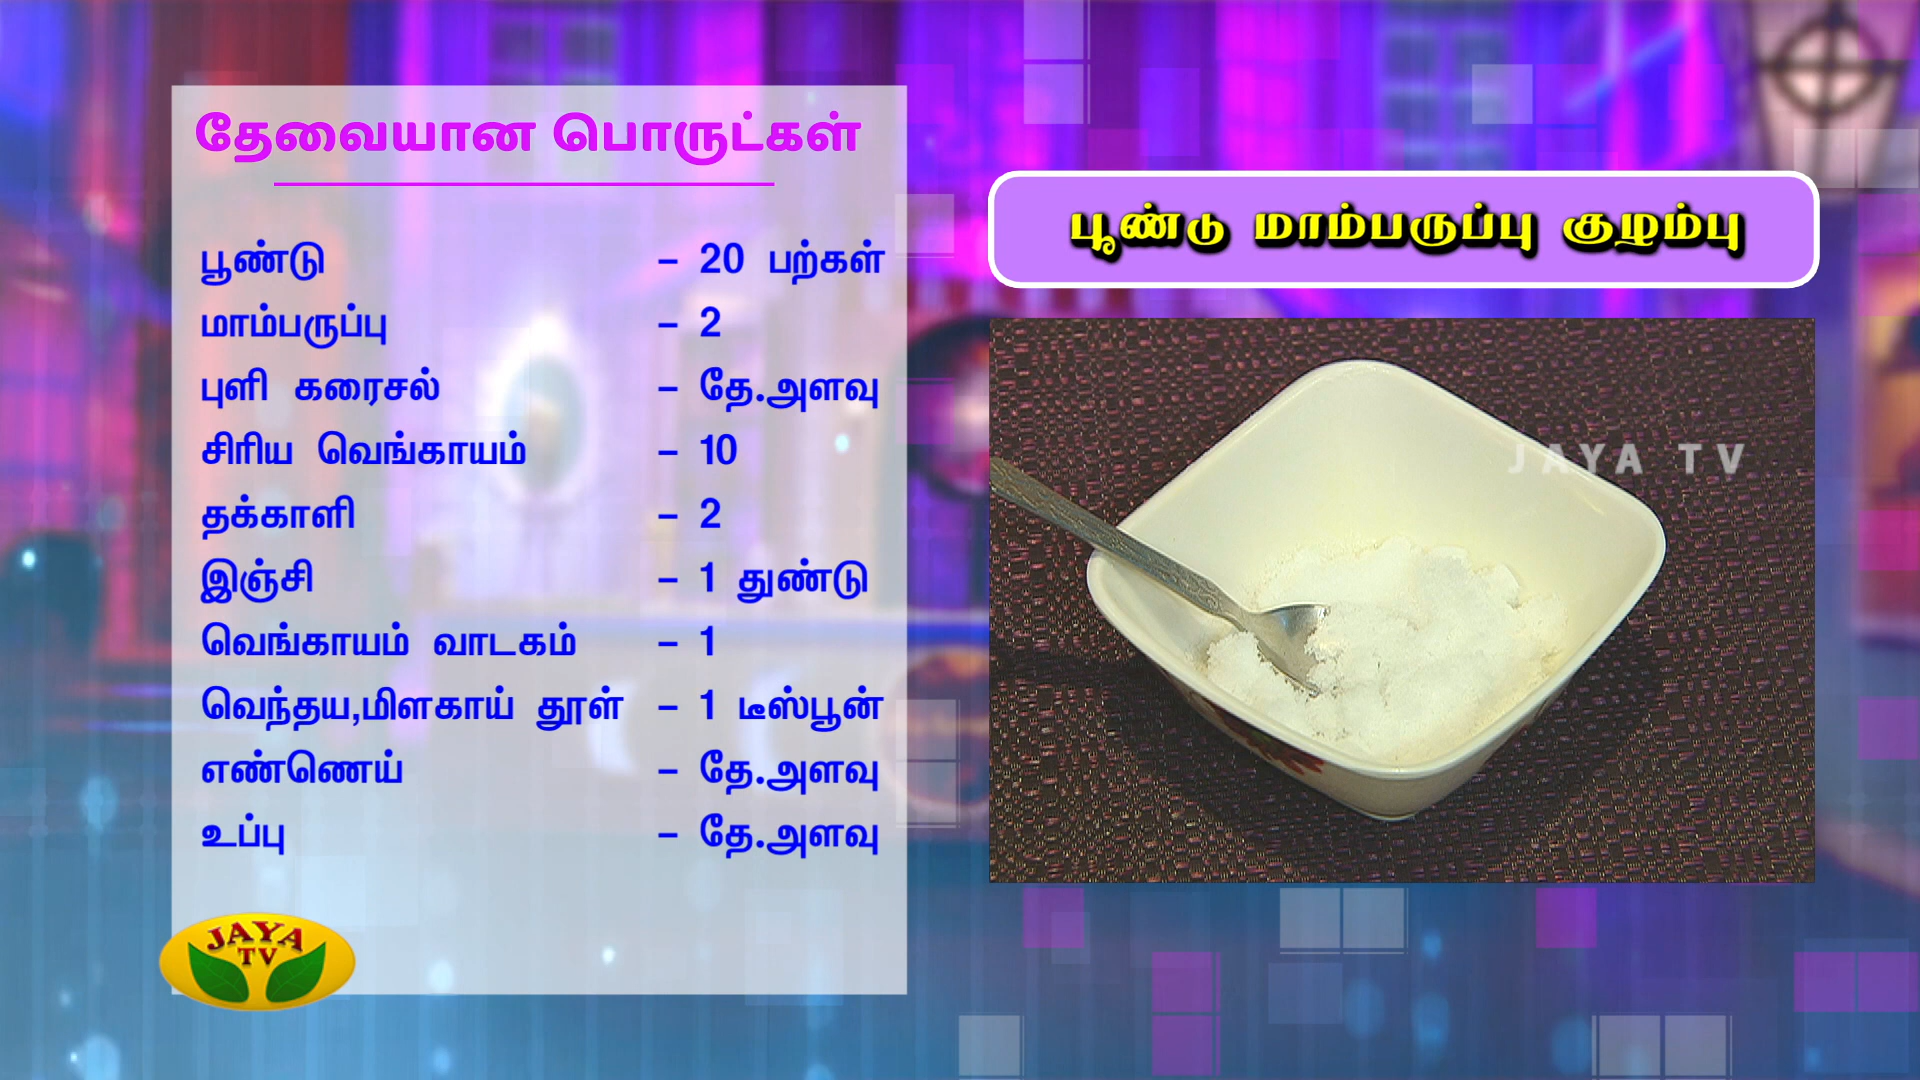 தேவையான பொருட்கள்
பூண்டு - 20 பற்கள்
மாம்பருப்பு - 2
புளி கரைசல் - தே.அளவு
சிரிய வெங்காயம் - 10
தக்காளி - 2
இஞ்சி - 1 துண்டு
வெங்காயம் வாடகம் - 1
வெந்தய,மிளகாய் தூள் - 1 டீஸ்பூன்
எண்ணெய் - தே.அளவு
உப்பு - தே.அளவு
JAYA
TV
பூண்டு மாம்பருப்பு குழம்பு
JAYA TV